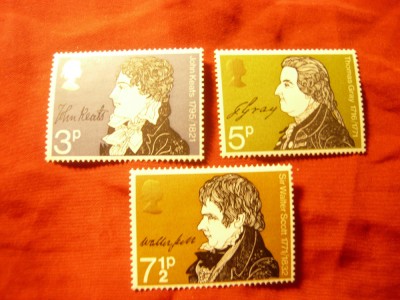 John Keats
John Keats 1795-1821
3p
T Gray
Thomas Gray 1716-1771
5p
Walter Scott
Sir Walter Scott 1771/1832
7½p